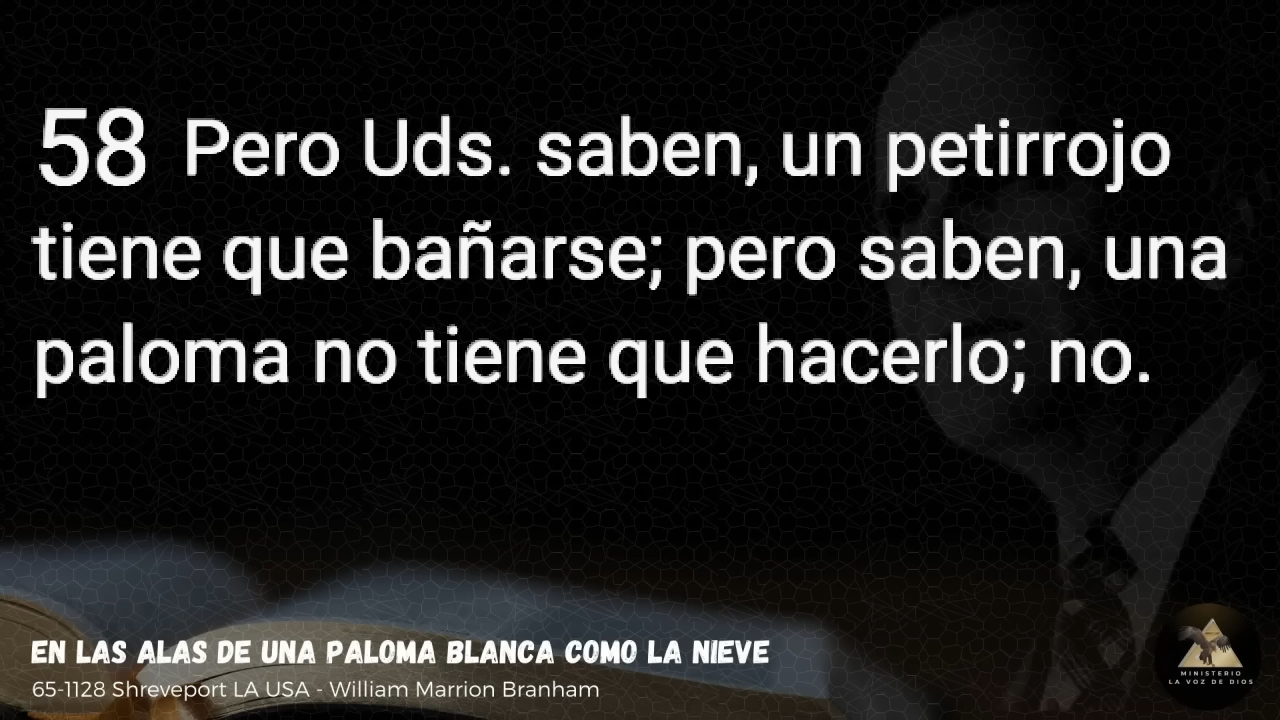 58 Pero Uds. saben, un petirrojo
tiene que bañarse; pero saben, una
paloma no tiene que hacerlo; no.
EN LAS ALAS DE UNA PALOMA BLANCA COMO LA NIEVE
65-1128 Shreveport LA USA - William Marrion Branham
MINISTERIO
LA VOZ DE DIOS